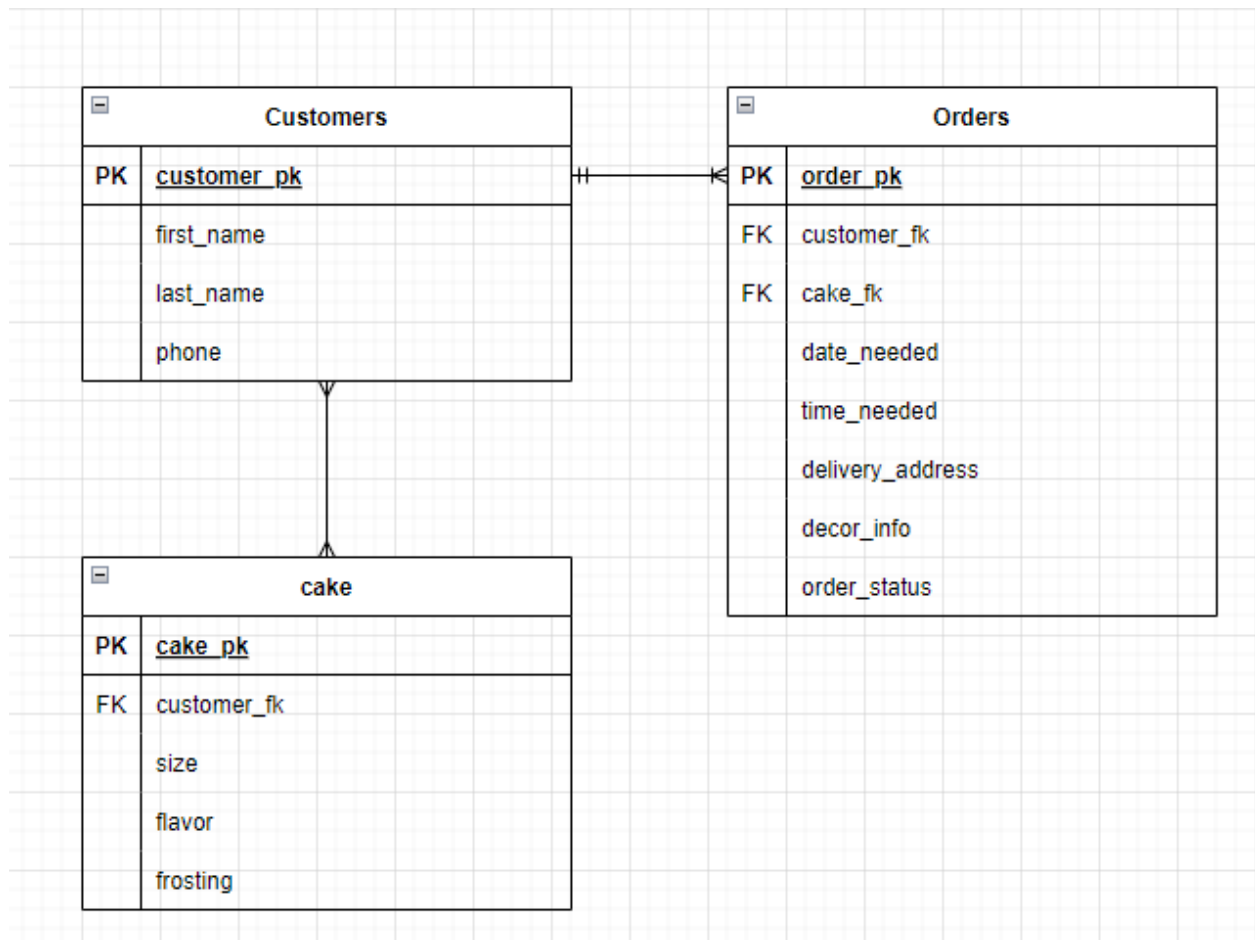 Customers
PK customer_pk
first_name
last_name
phone
Orders
PK order_pk
FK customer_fk
FK cake_fk
date_needed
time_needed
delivery_address
decor_info
order_status
cake
PK cake_pk
FK customer_fk
size
flavor
frosting